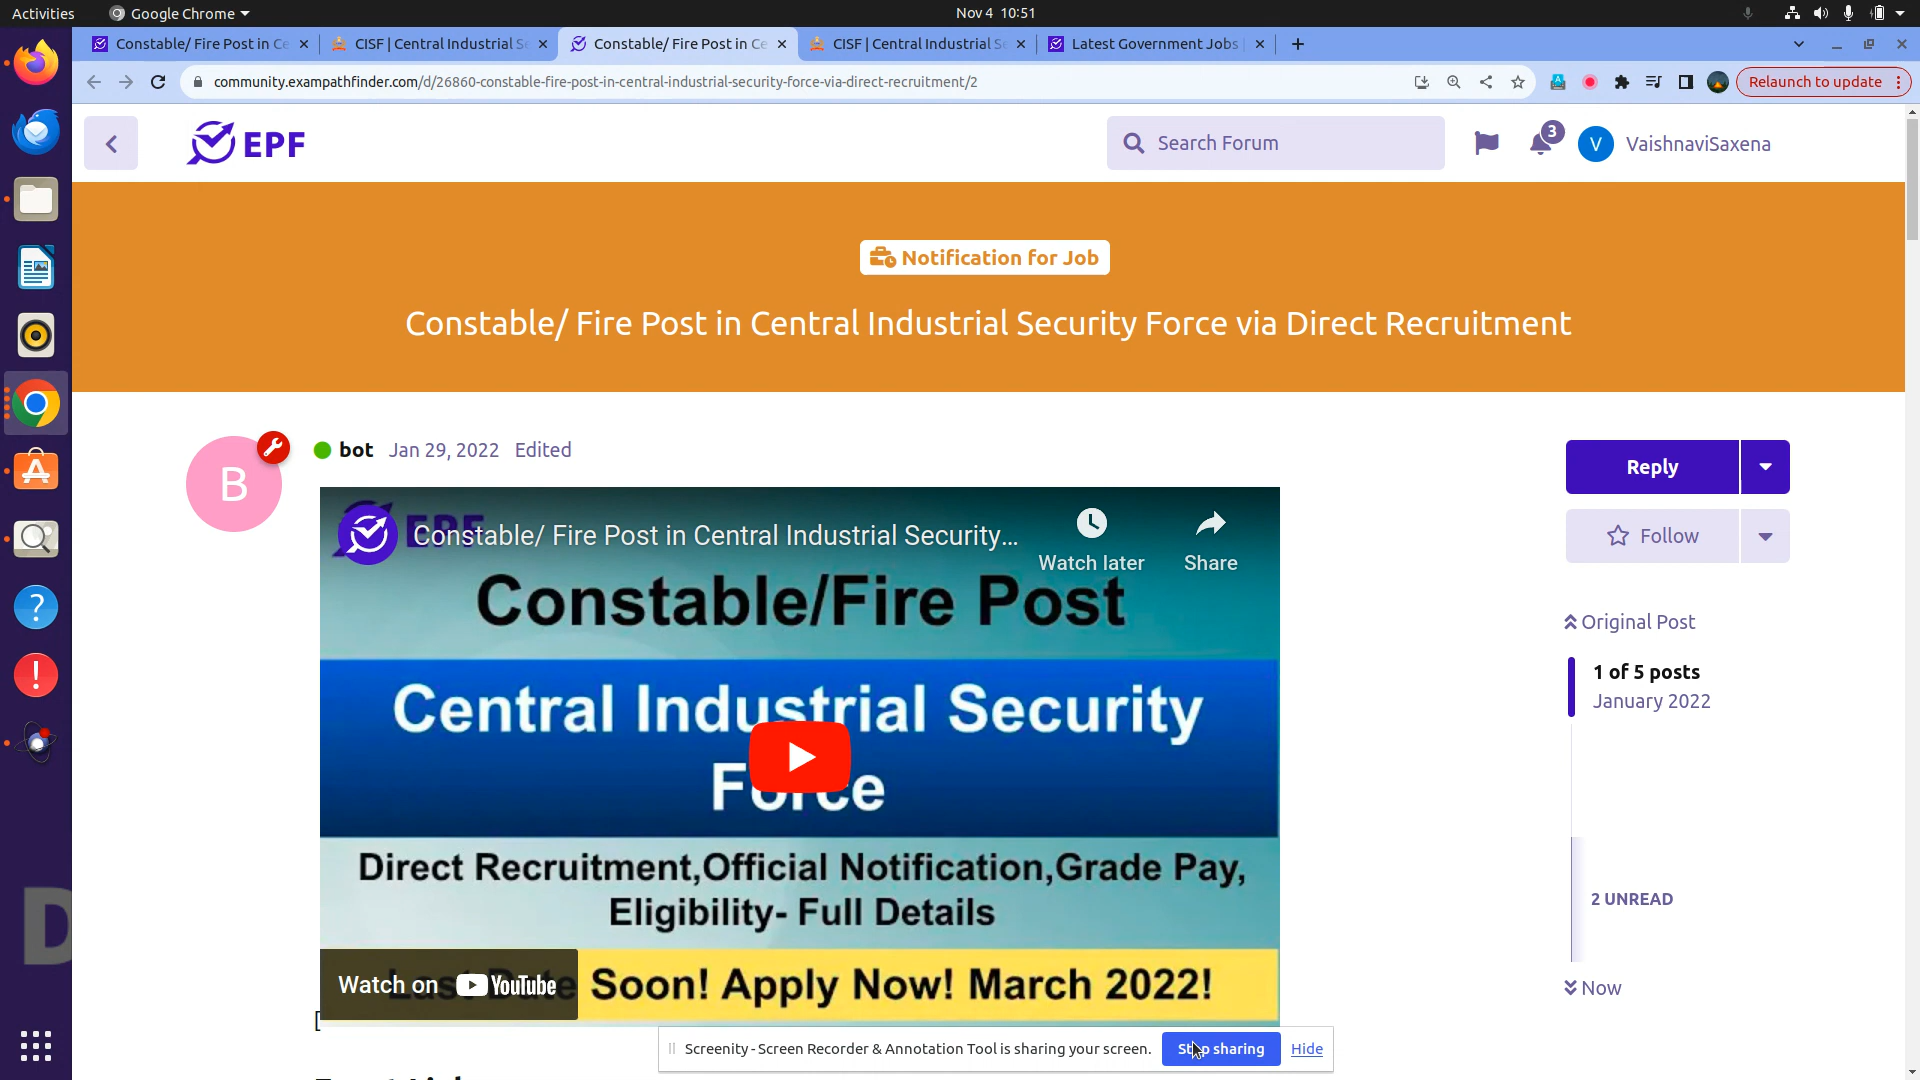 Activities
Google Chrome
Nov 4 10:51
Constable/ Fire Post in Ce
CISF | Central Industrial Se
Constable/ Fire Post in Ce
CISF | Central Industrial Se
Latest Government Jobs |
community.exampathfinder.com/d/26860-constable-fire-post-in-central-industrial-security-force-via-direct-recruitment/2
Relaunch to update
EPF
Search Forum
3
V
VaishnaviSaxena
Notification for Job
Constable/ Fire Post in Central Industrial Security Force via Direct Recruitment
B
bot Jan 29, 2022 Edited
EPF
Constable/ Fire Post in Central Industrial Security...
Watch later
Share
Constable/Fire Post
Central Industrial Security
Force
Direct Recruitment,Official Notification,Grade Pay,
Eligibility- Full Details
Last Date Soon! Apply Now! March 2022!
Watch on YouTube
[
Reply
Follow
Original Post
1 of 5 posts
January 2022
2 UNREAD
Now
Screenity - Screen Recorder & Annotation Tool is sharing your screen.
Stop sharing
Hide